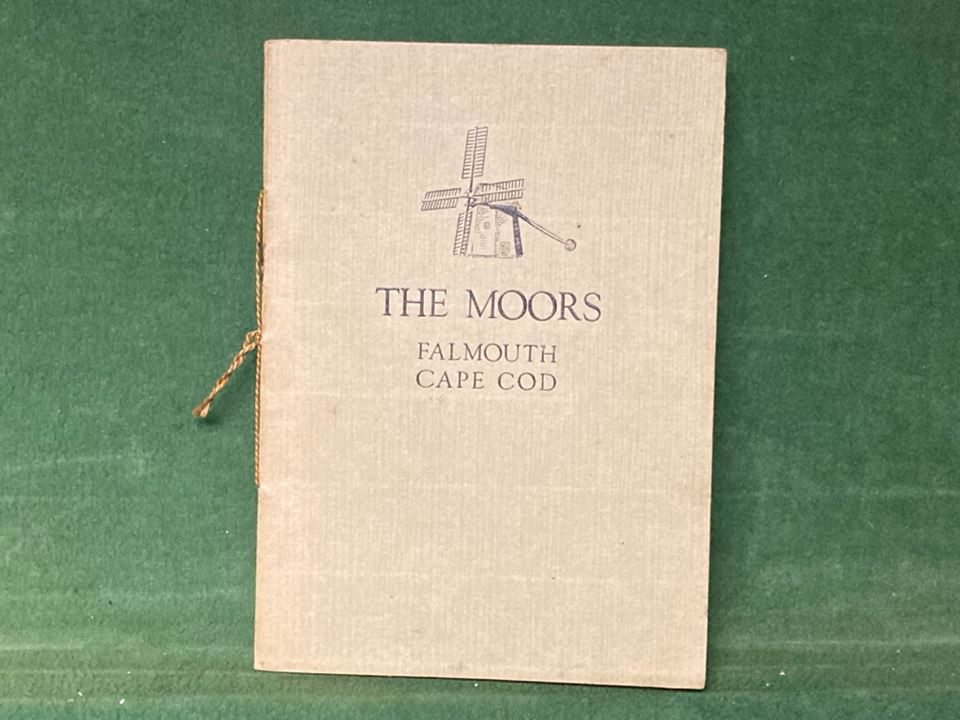 THE MOORS
FALMOUTH
CAPE COD